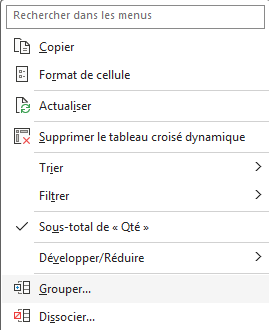 Rechercher dans les menus
Copier
Format de cellule
Actualiser
Supprimer le tableau croisé dynamique
Trier
Filtrer
Sous-total de « Qté »
Développer/Réduire
Grouper...
Dissocier...